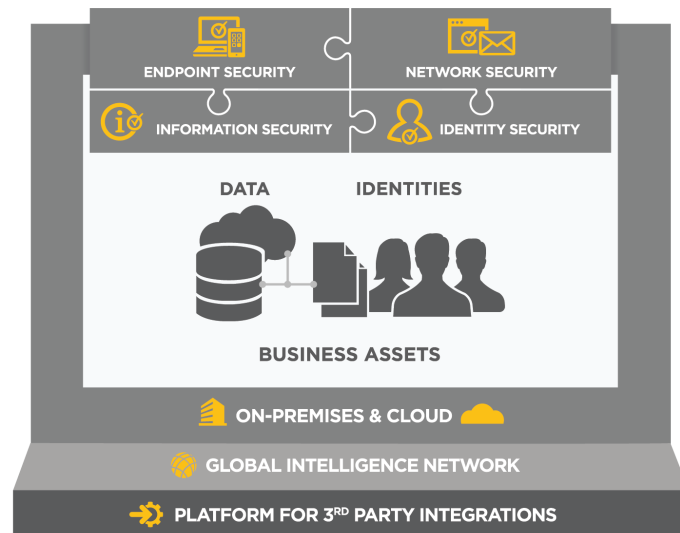 ENDPOINT SECURITY
NETWORK SECURITY
INFORMATION SECURITY
IDENTITY SECURITY
DATA
IDENTITIES
BUSINESS ASSETS
ON-PREMISES & CLOUD
GLOBAL INTELLIGENCE NETWORK
PLATFORM FOR 3RD PARTY INTEGRATIONS